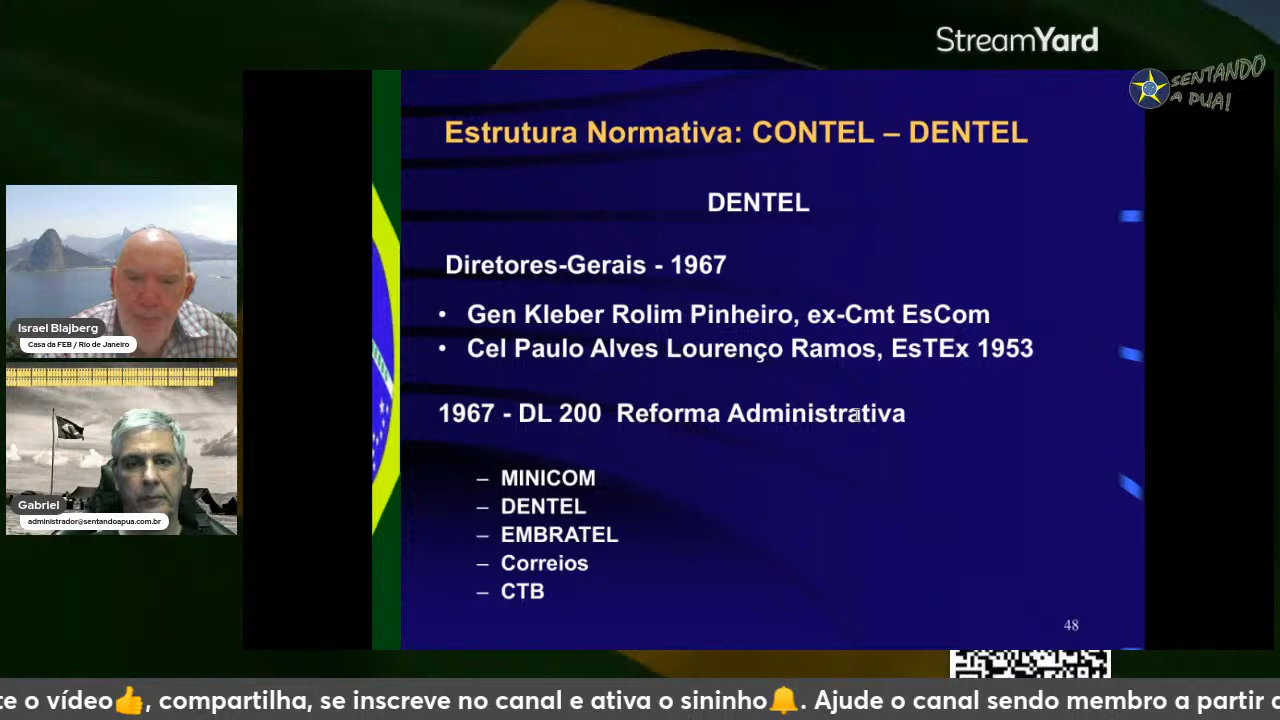 StreamYard
SENTANDO
A PUA!
Estrutura Normativa: CONTEL – DENTEL
DENTEL
Diretores-Gerais - 1967
• Gen Kleber Rolim Pinheiro, ex-Cmt EsCom
• Cel Paulo Alves Lourenço Ramos, EsTEx 1953
1967 - DL 200 Reforma Administrativa
– MINICOM
– DENTEL
– EMBRATEL
– Correios
– CTB
48
Israel Blajberg
Casa da FEB / Rio de Janeiro
Gabriel
administrador@sentandoapua.com.br
te o vídeo👍, compartilha, se inscreve no canal e ativa o sininho🔔. Ajude o canal sendo membro a partir